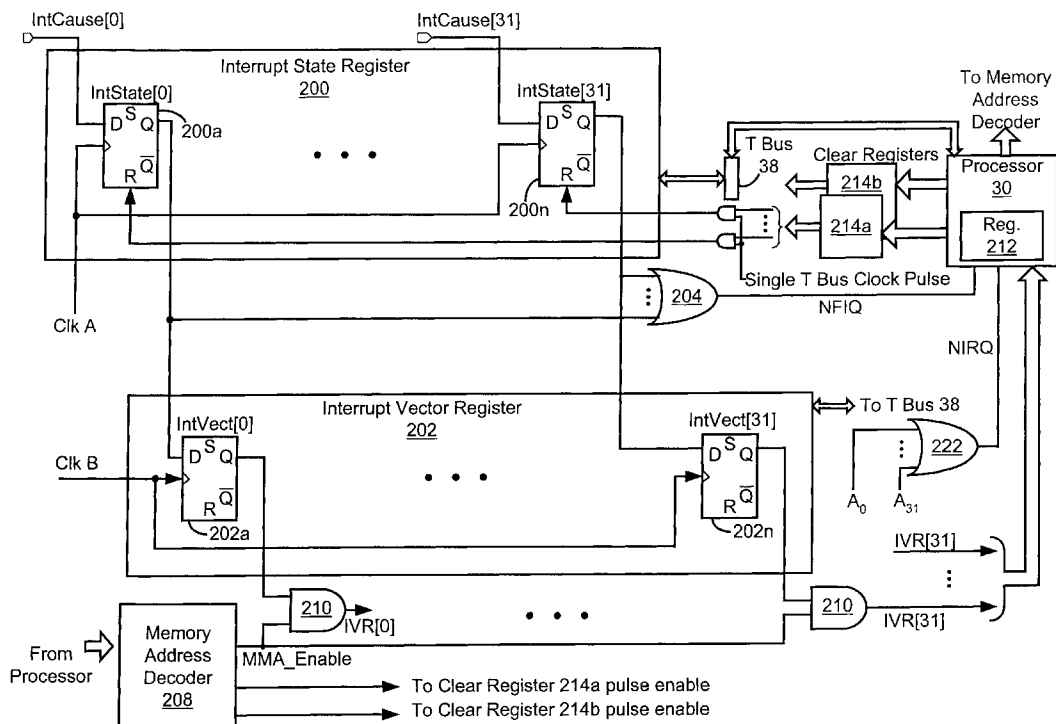 IntCause[0]
IntCause[31]
Interrupt State Register
200
IntState[0]
D S Q
Q
R
200a
IntState[31]
D S Q
Q
R
200n
To Memory
Address
Decoder
T Bus
38
Clear Registers
214b
214a
Processor
30
Reg.
212
Single T Bus Clock Pulse
204
NFIQ
NIRQ
Clk A
Interrupt Vector Register
202
To T Bus 38
IntVect[0]
D S Q
Q
R
202a
IntVect[31]
D S Q
Q
R
202n
Clk B
222
A0
A31
IVR[31]
210
IVR[0]
210
IVR[31]
From
Processor
Memory
Address
Decoder
208
MMA_Enable
To Clear Register 214a pulse enable
To Clear Register 214b pulse enable